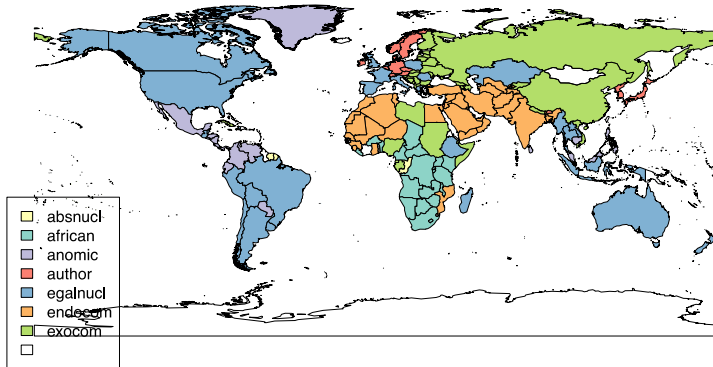 absnucl
african
anomic
author
egalnucl
endocom
exocom